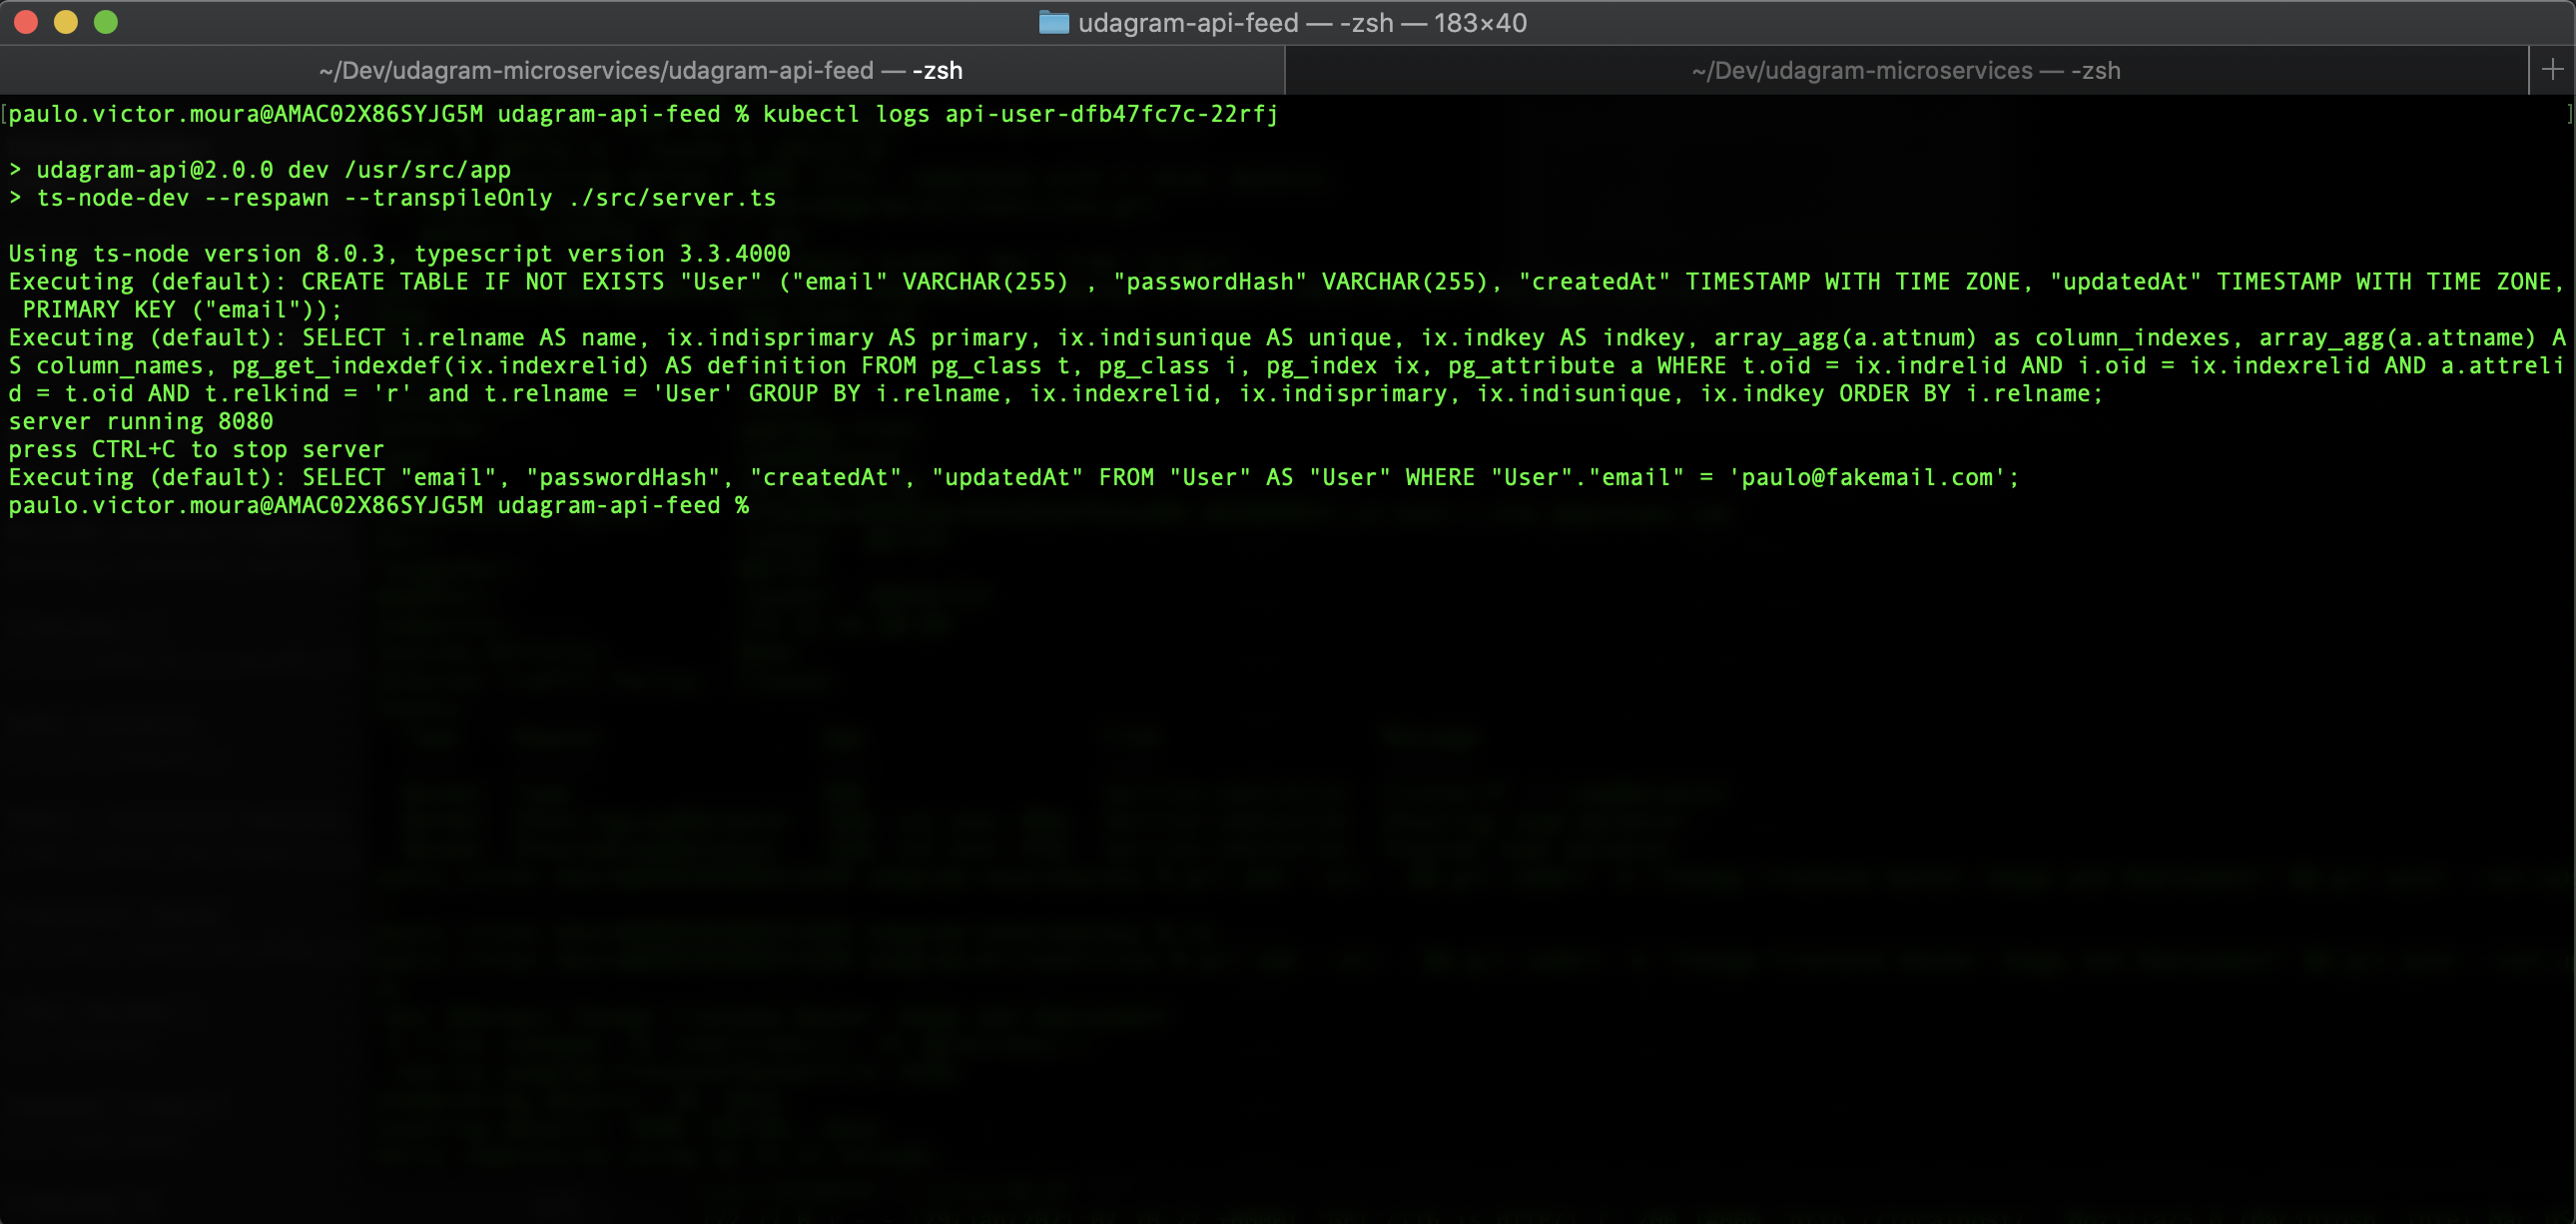 udagram-api-feed — -zsh — 183×40
~/Dev/udagram-microservices/udagram-api-feed — -zsh
~/Dev/udagram-microservices — -zsh
[paulo.victor.moura@AMAC02X86SYJG5M udagram-api-feed % kubectl logs api-user-dfb47fc7c-22rfj ]
> udagram-api@2.0.0 dev /usr/src/app
> ts-node-dev --respawn --transpileOnly ./src/server.ts
Using ts-node version 8.0.3, typescript version 3.3.4000
Executing (default): CREATE TABLE IF NOT EXISTS "User" ("email" VARCHAR(255) , "passwordHash" VARCHAR(255), "createdAt" TIMESTAMP WITH TIME ZONE, "updatedAt" TIMESTAMP WITH TIME ZONE,
 PRIMARY KEY ("email"));
Executing (default): SELECT i.relname AS name, ix.indisprimary AS primary, ix.indisunique AS unique, ix.indkey AS indkey, array_agg(a.attnum) as column_indexes, array_agg(a.attname) A
S column_names, pg_get_indexdef(ix.indexrelid) AS definition FROM pg_class t, pg_class i, pg_index ix, pg_attribute a WHERE t.oid = ix.indrelid AND i.oid = ix.indexrelid AND a.attreli
d = t.oid AND t.relkind = 'r' and t.relname = 'User' GROUP BY i.relname, ix.indexrelid, ix.indisprimary, ix.indisunique, ix.indkey ORDER BY i.relname;
server running 8080
press CTRL+C to stop server
Executing (default): SELECT "email", "passwordHash", "createdAt", "updatedAt" FROM "User" AS "User" WHERE "User"."email" = 'paulo@fakemail.com';
paulo.victor.moura@AMAC02X86SYJG5M udagram-api-feed %